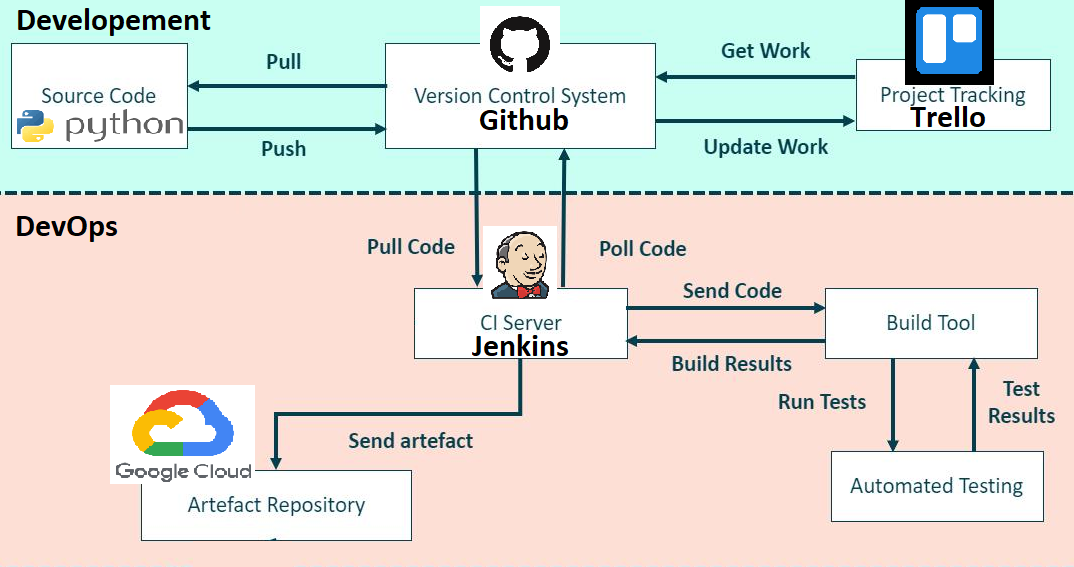 Developement
Source Code
python
Pull
Push
Version Control System
Github
Get Work
Update Work
Project Tracking
Trello
DevOps
Pull Code
Poll Code
CI Server
Jenkins
Send Code
Build Results
Build Tool
Run Tests
Test
Results
Automated Testing
Send artefact
Google Cloud
Artefact Repository